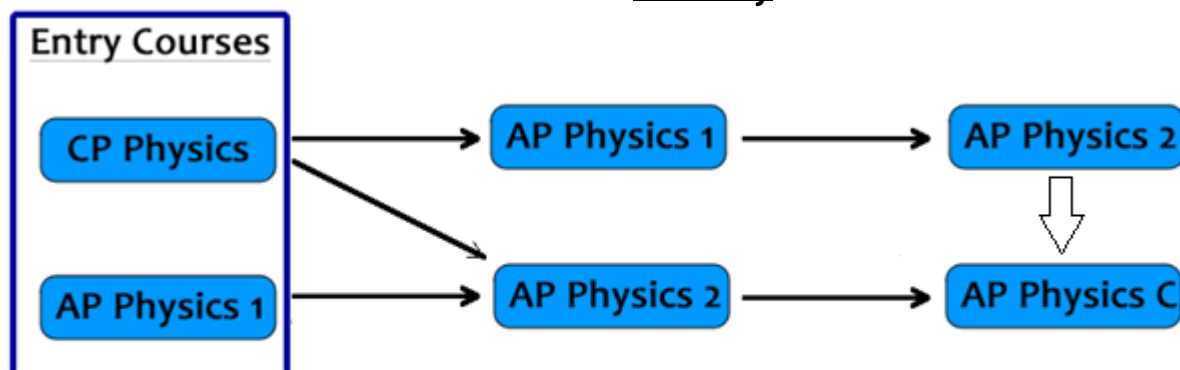 Entry Courses
CP Physics
AP Physics 1
AP Physics 2
AP Physics 1
AP Physics 2
AP Physics C